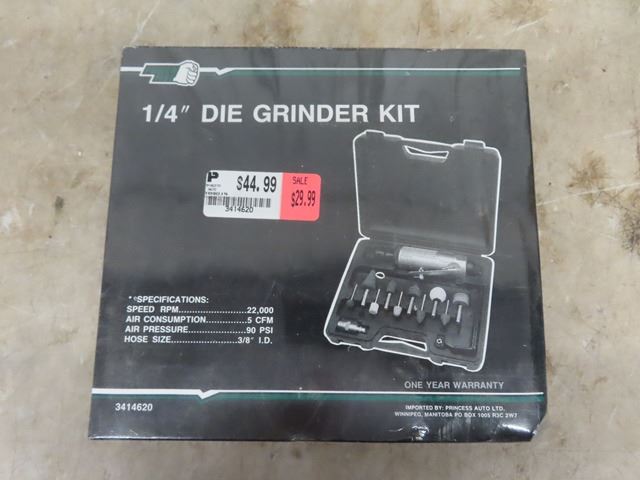 1/4" DIE GRINDER KIT
P
$44.99
SALE
$29.99
3414620
SPECIFICATIONS:
SPEED RPM......................22,000
AIR CONSUMPTION..............5 CFM
AIR PRESSURE..................90 PSI
HOSE SIZE....................3/8" I.D.
ONE YEAR WARRANTY
3414620
IMPORTED BY: PRINCESS AUTO LTD.
WINNIPEG, MANITOBA PO BOX 1005 R3C 2W7